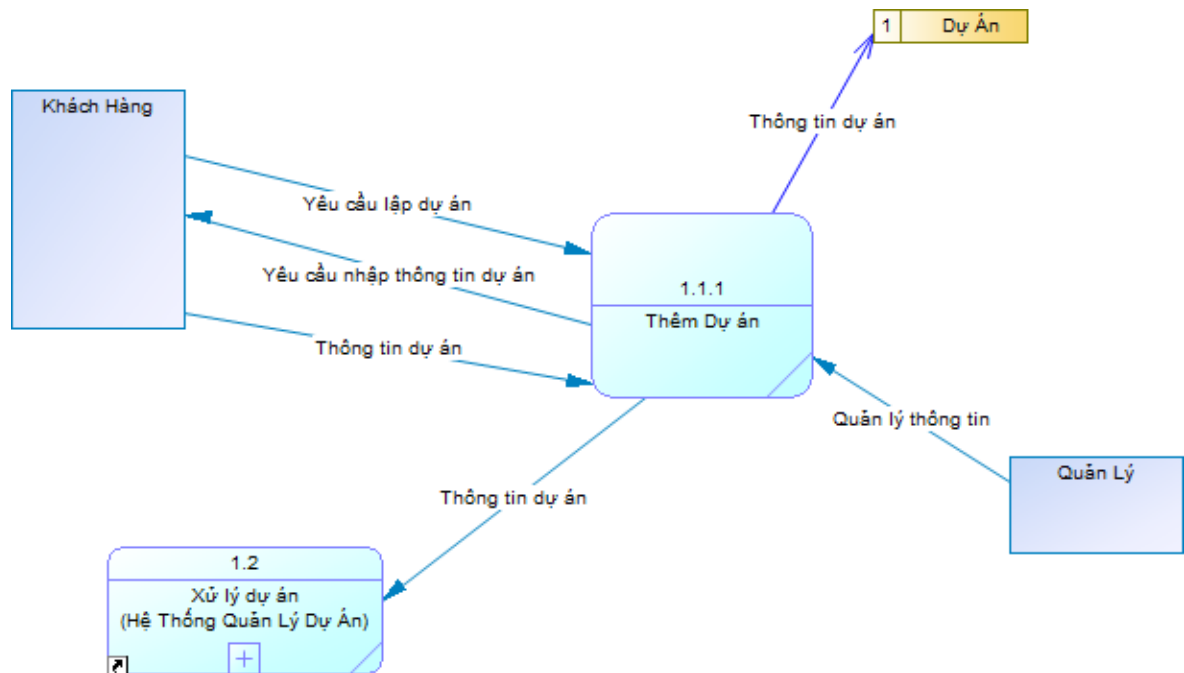 1
Dự Án
Khách Hàng
Thông tin dự án
Yêu cầu lập dự án
Yêu cầu nhập thông tin dự án
1.1.1
Thêm Dự án
Thông tin dự án
Quản lý thông tin
Quản Lý
Thông tin dự án
1.2
Xử lý dự án
(Hệ Thống Quản Lý Dự Án)